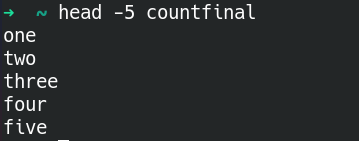 → ~ head -5 countfinal
one
two
three
four
five